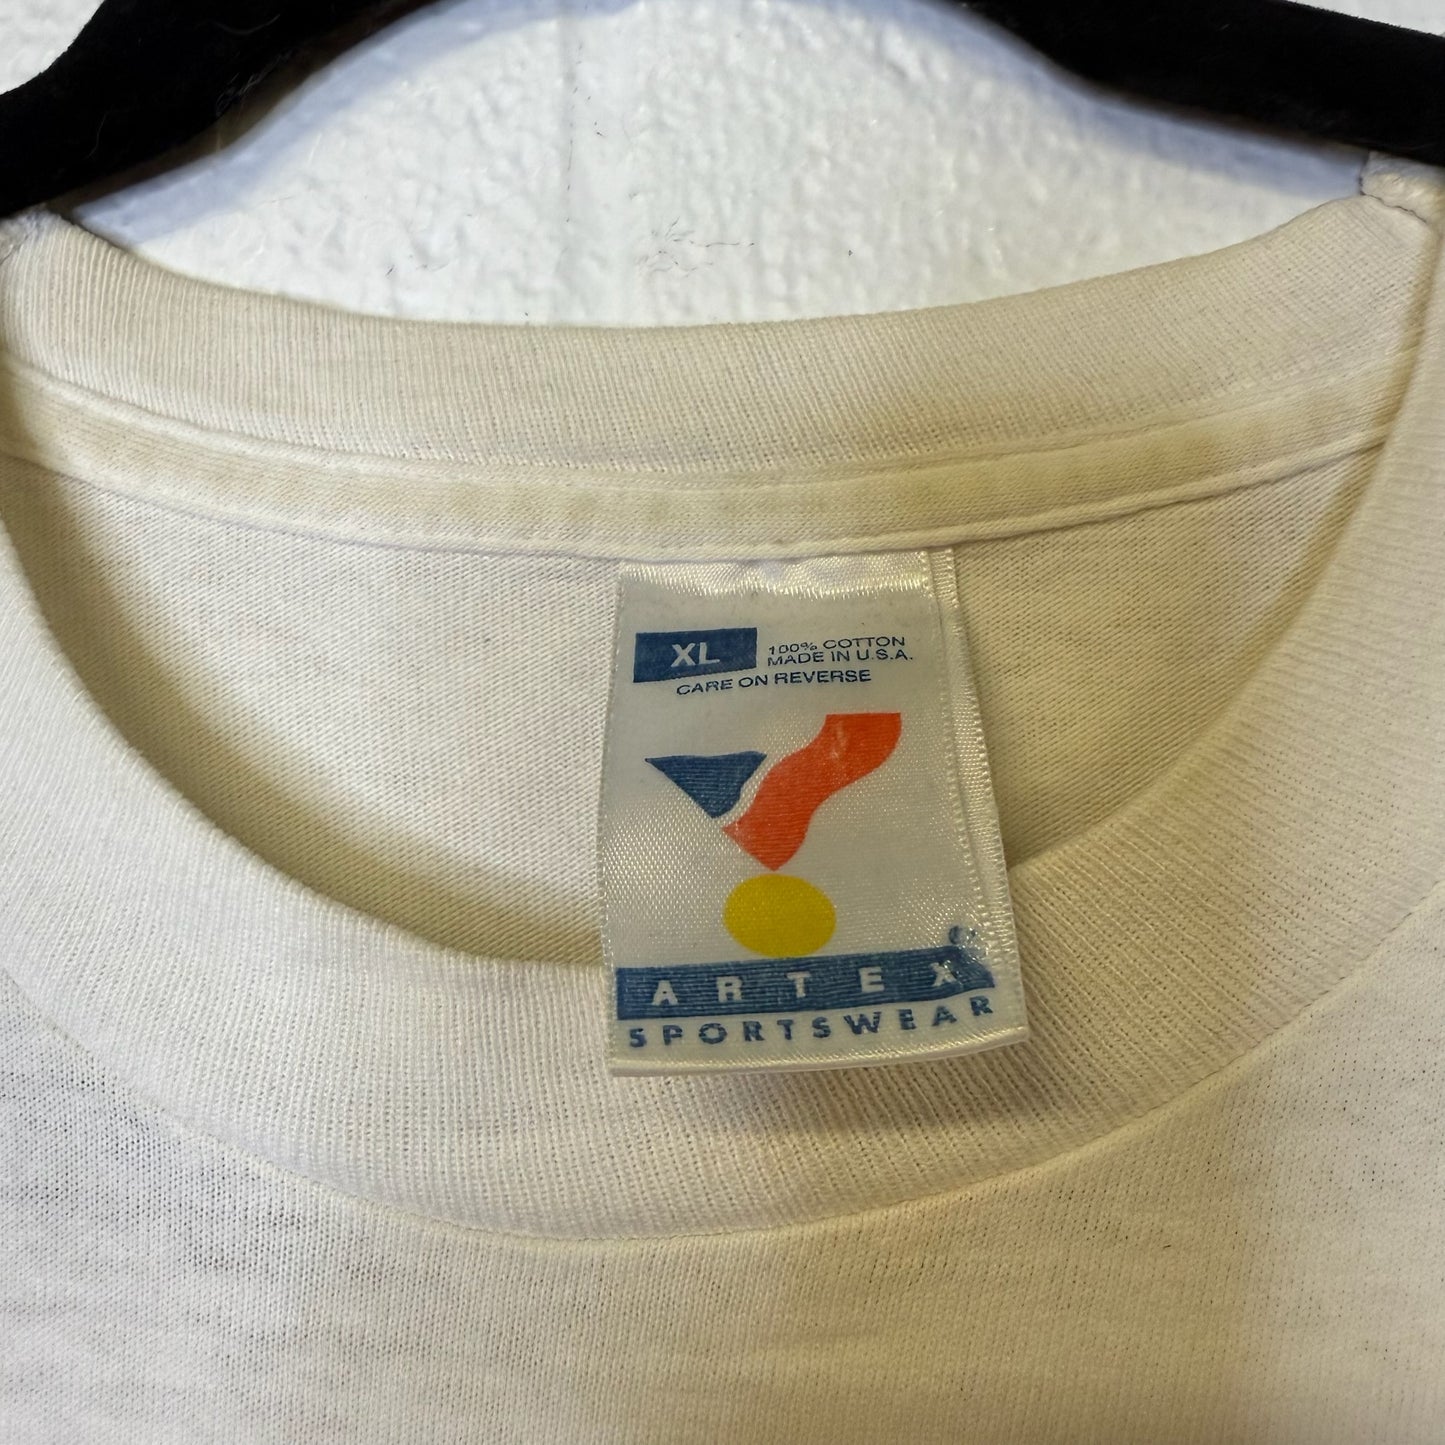 XL
100% COTTON
MADE IN U.S.A.
CARE ON REVERSE
ARTEX®
SPORTSWEAR